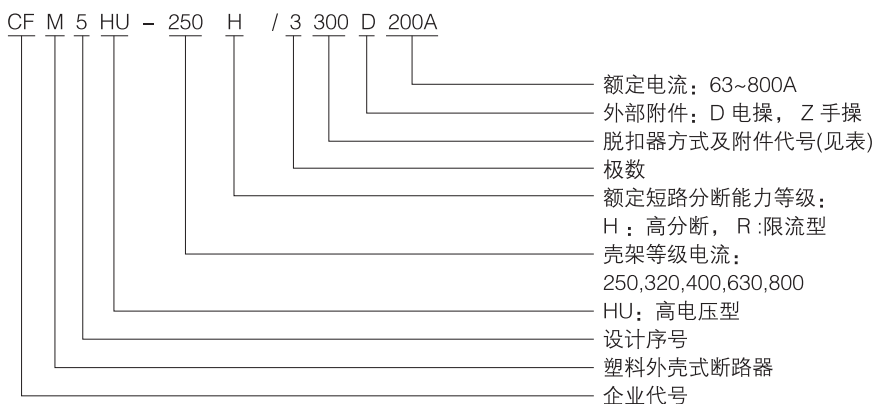 CF M 5 HU - 250 H / 3 300 D 200A
额定电流：63~800A
外部附件：D 电操， Z 手操
脱扣器方式及附件代号(见表)
极数
额定短路分断能力等级：
H ：高分断， R :限流型
壳架等级电流：
250,320,400,630,800
HU：高电压型
设计序号
塑料外壳式断路器
企业代号